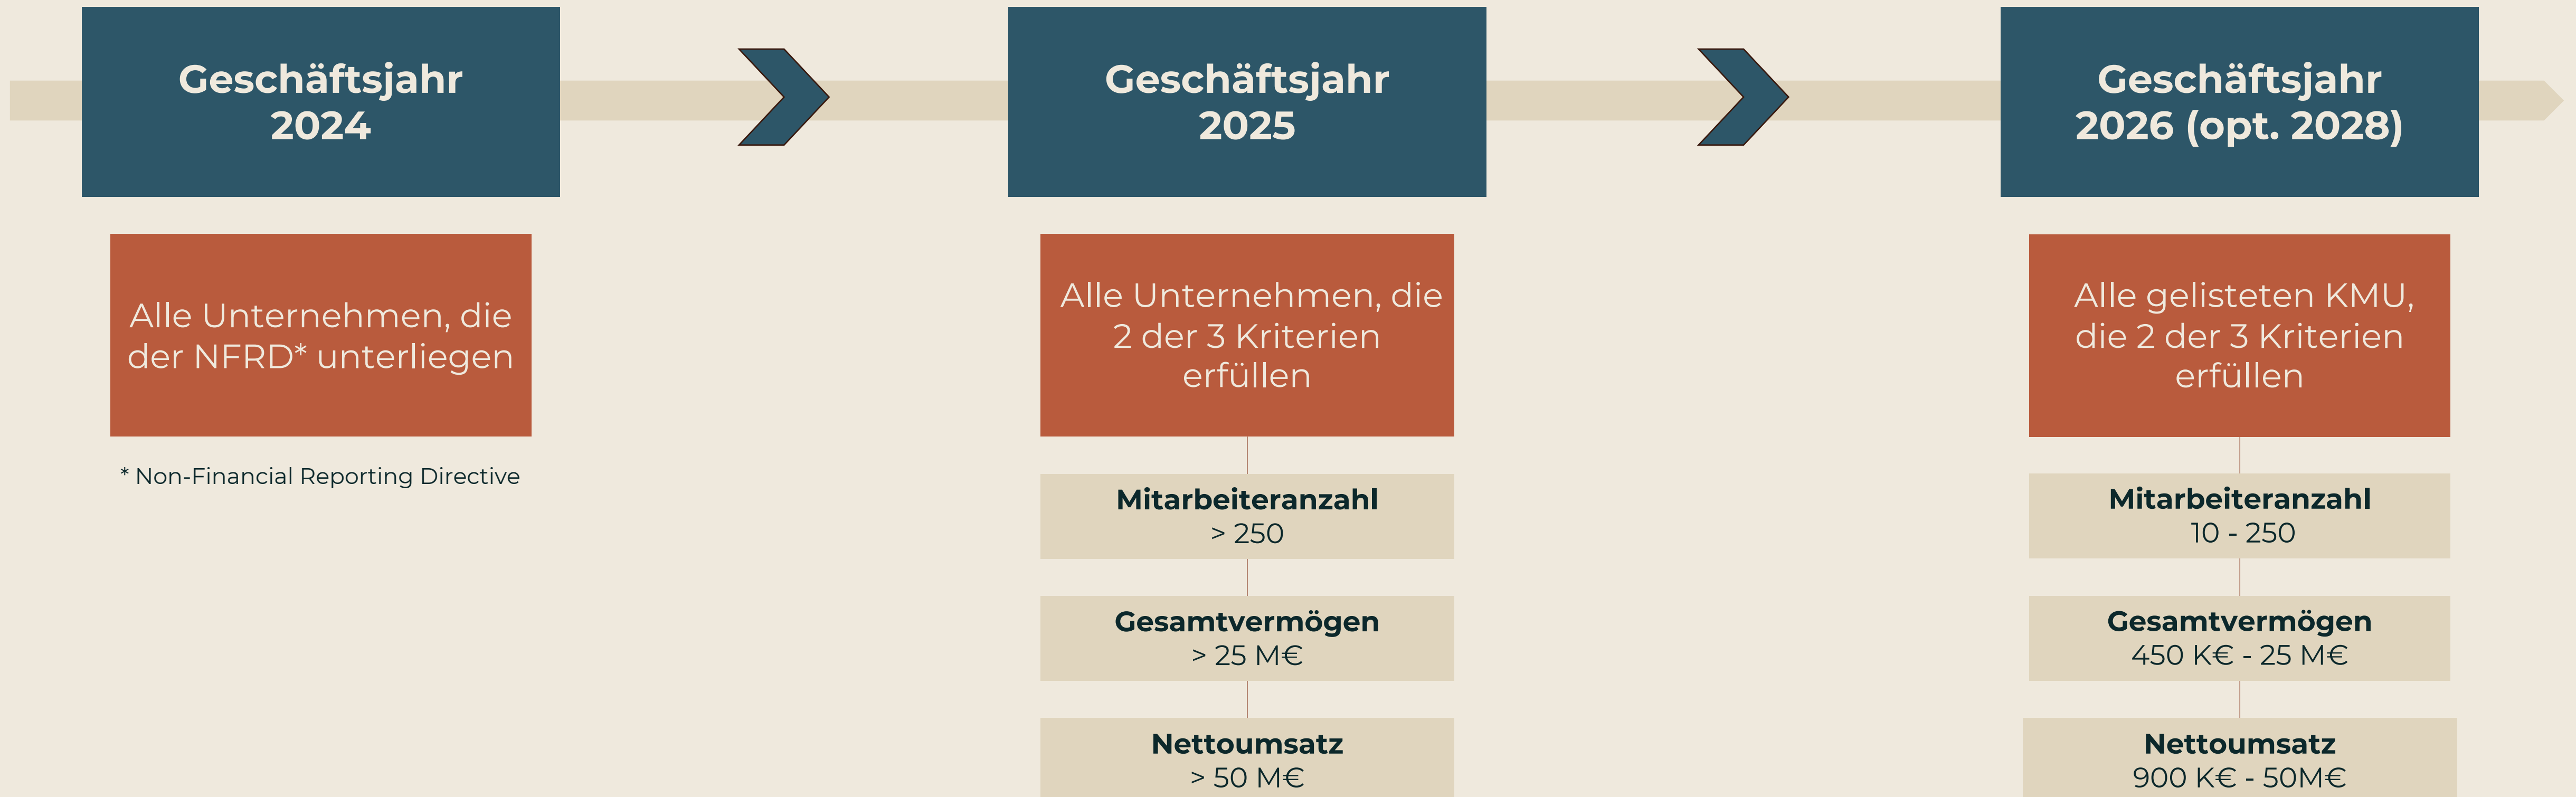 Geschäftsjahr
2024
Geschäftsjahr
2025
Geschäftsjahr
2026 (opt. 2028)
Alle Unternehmen, die
der NFRD* unterliegen
* Non-Financial Reporting Directive
Alle Unternehmen, die
2 der 3 Kriterien
erfüllen
Mitarbeiteranzahl
> 250
Gesamtvermögen
> 25 M€
Nettoumsatz
> 50 M€
Alle gelisteten KMU,
die 2 der 3 Kriterien
erfüllen
Mitarbeiteranzahl
10 - 250
Gesamtvermögen
450 K€ - 25 M€
Nettoumsatz
900 K€ - 50M€